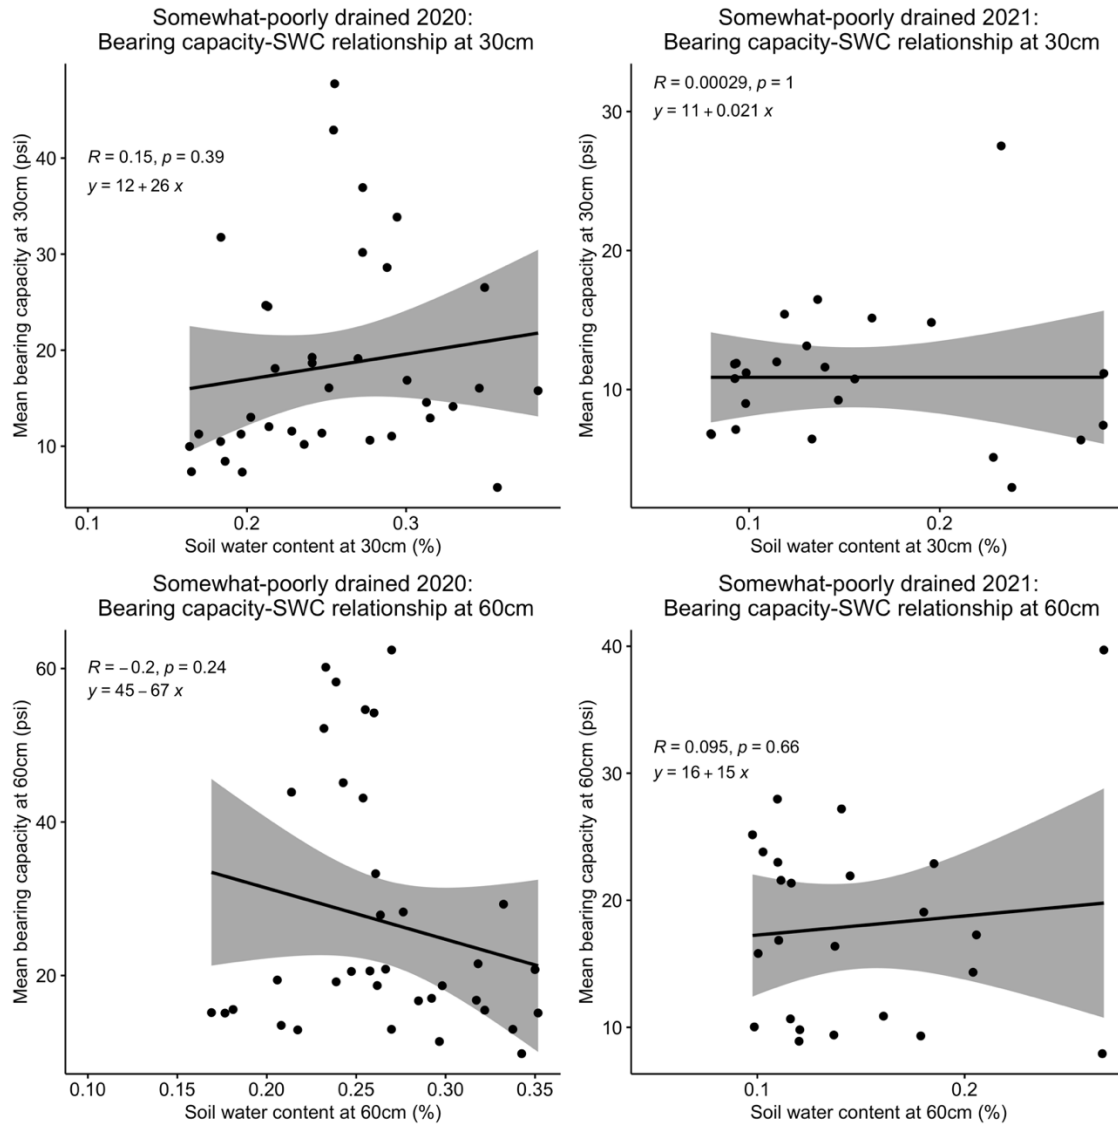 Somewhat-poorly drained 2020:
Bearing capacity-SWC relationship at 30cm
Mean bearing capacity at 30cm (psi)
40
30
20
10
R = 0.15, p = 0.39
y = 12 + 26 x
0.1
0.2
0.3
Soil water content at 30cm (%)
Somewhat-poorly drained 2021:
Bearing capacity-SWC relationship at 30cm
Mean bearing capacity at 30cm (psi)
30
20
10
R = 0.00029, p = 1
y = 11 + 0.021 x
0.1
0.2
Soil water content at 30cm (%)
Somewhat-poorly drained 2020:
Bearing capacity-SWC relationship at 60cm
Mean bearing capacity at 60cm (psi)
60
40
20
R = −0.2, p = 0.24
y = 45 − 67 x
0.10
0.15
0.20
0.25
0.30
0.35
Soil water content at 60cm (%)
Somewhat-poorly drained 2021:
Bearing capacity-SWC relationship at 60cm
Mean bearing capacity at 60cm (psi)
40
30
20
10
R = 0.095, p = 0.66
y = 16 + 15 x
0.1
0.2
Soil water content at 60cm (%)